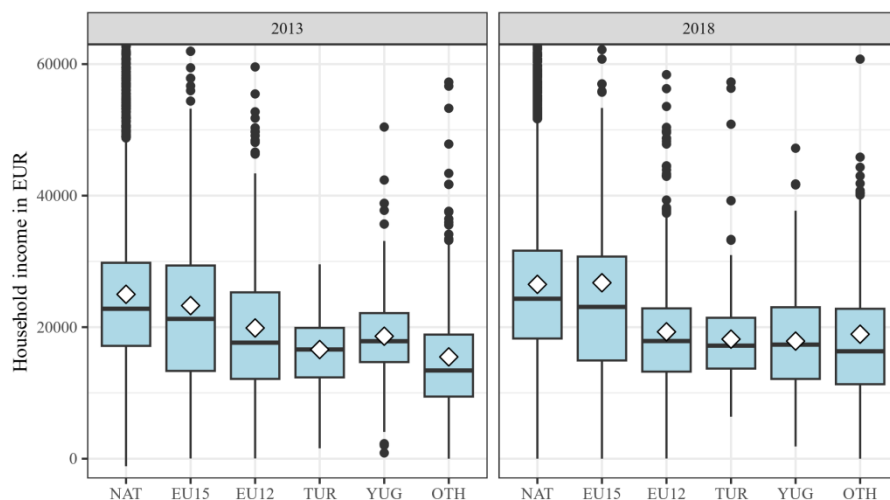 2013
2018
Household income in EUR
60000
40000
20000
0
NAT EU15 EU12 TUR YUG OTH
NAT EU15 EU12 TUR YUG OTH